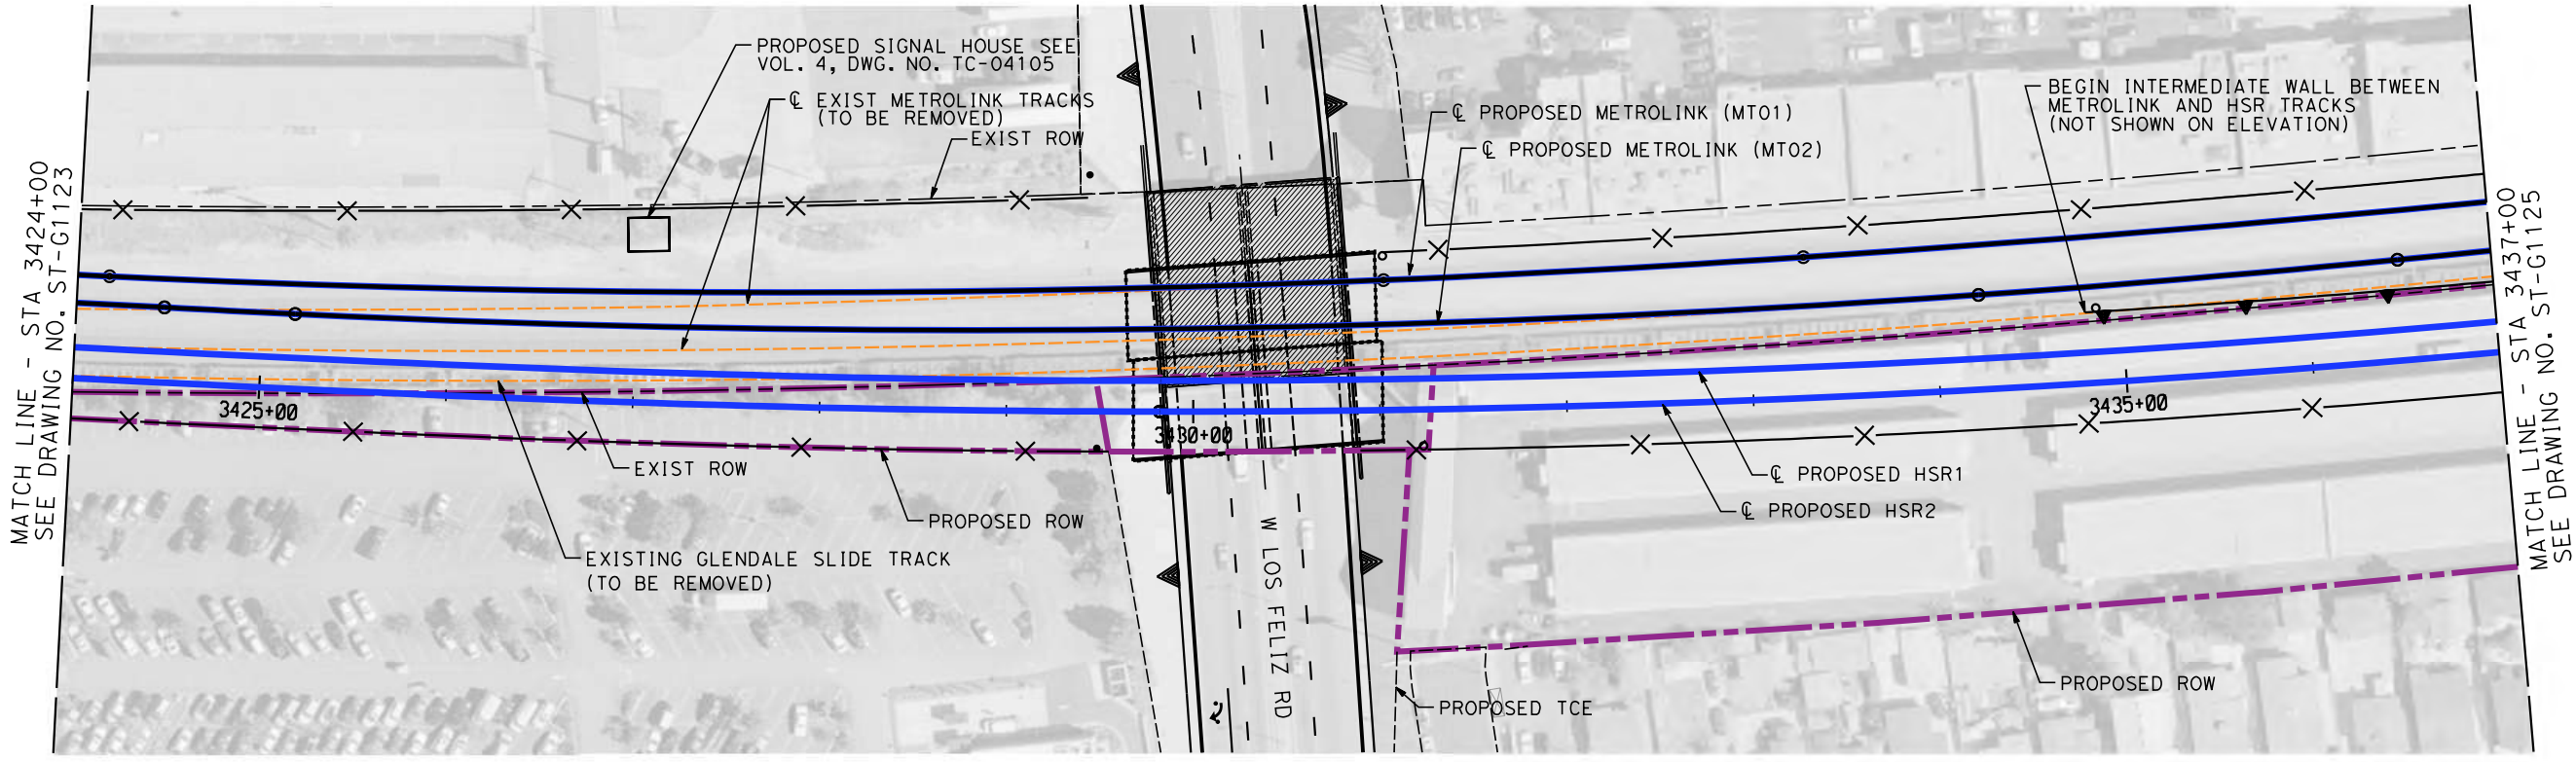 PROPOSED SIGNAL HOUSE SEE
VOL. 4, DWG. NO. TC-04105
℄ EXIST METROLINK TRACKS
(TO BE REMOVED)
EXIST ROW
℄ PROPOSED METROLINK (MT01)
℄ PROPOSED METROLINK (MT02)
BEGIN INTERMEDIATE WALL BETWEEN
METROLINK AND HSR TRACKS
(NOT SHOWN ON ELEVATION)
MATCH LINE - STA 3424+00
SEE DRAWING NO. ST-G1123
MATCH LINE - STA 3437+00
SEE DRAWING NO. ST-G1125
3425+00
3430+00
3435+00
EXIST ROW
℄ PROPOSED HSR1
℄ PROPOSED HSR2
PROPOSED ROW
EXISTING GLENDALE SLIDE TRACK
(TO BE REMOVED)
W LOS FELIZ RD
PROPOSED TCE
PROPOSED ROW